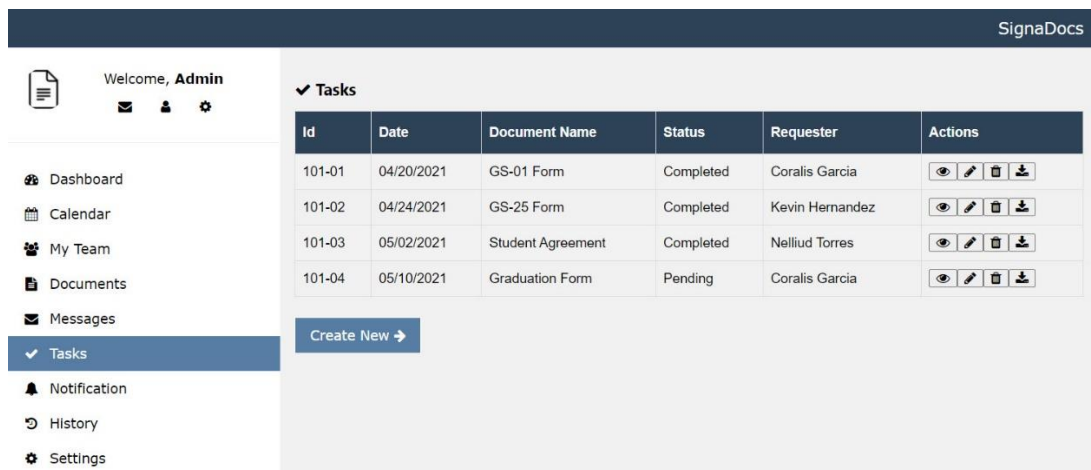 SignaDocs
Welcome, Admin
Tasks
Id Date Document Name Status Requester Actions
101-01 04/20/2021 GS-01 Form Completed Coralis Garcia
101-02 04/24/2021 GS-25 Form Completed Kevin Hernandez
101-03 05/02/2021 Student Agreement Completed Nelliud Torres
101-04 05/10/2021 Graduation Form Pending Coralis Garcia
Create New
Dashboard
Calendar
My Team
Documents
Messages
Tasks
Notification
History
Settings